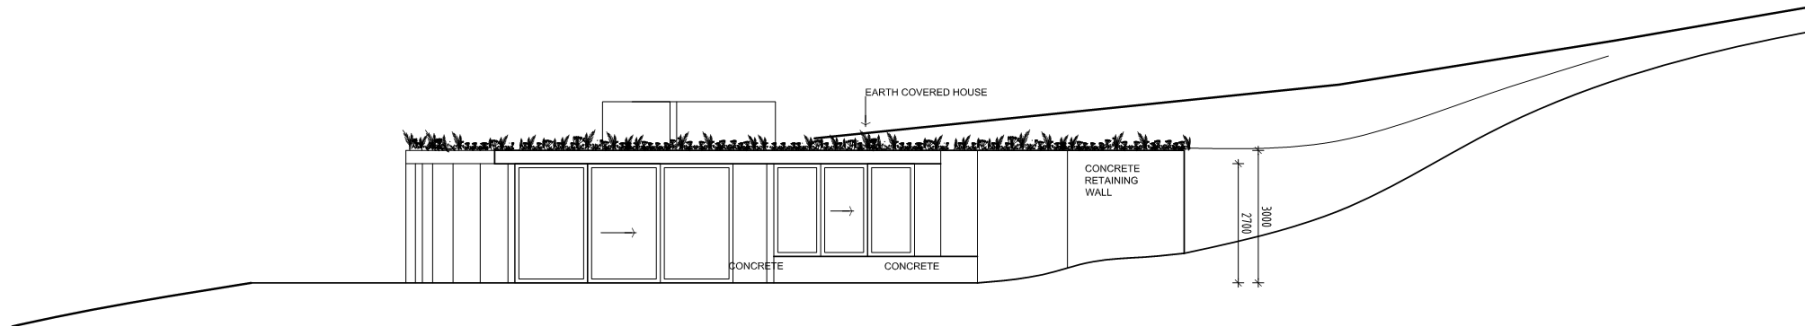 EARTH COVERED HOUSE
CONCRETE
RETAINING
WALL
3000
2700
CONCRETE
CONCRETE